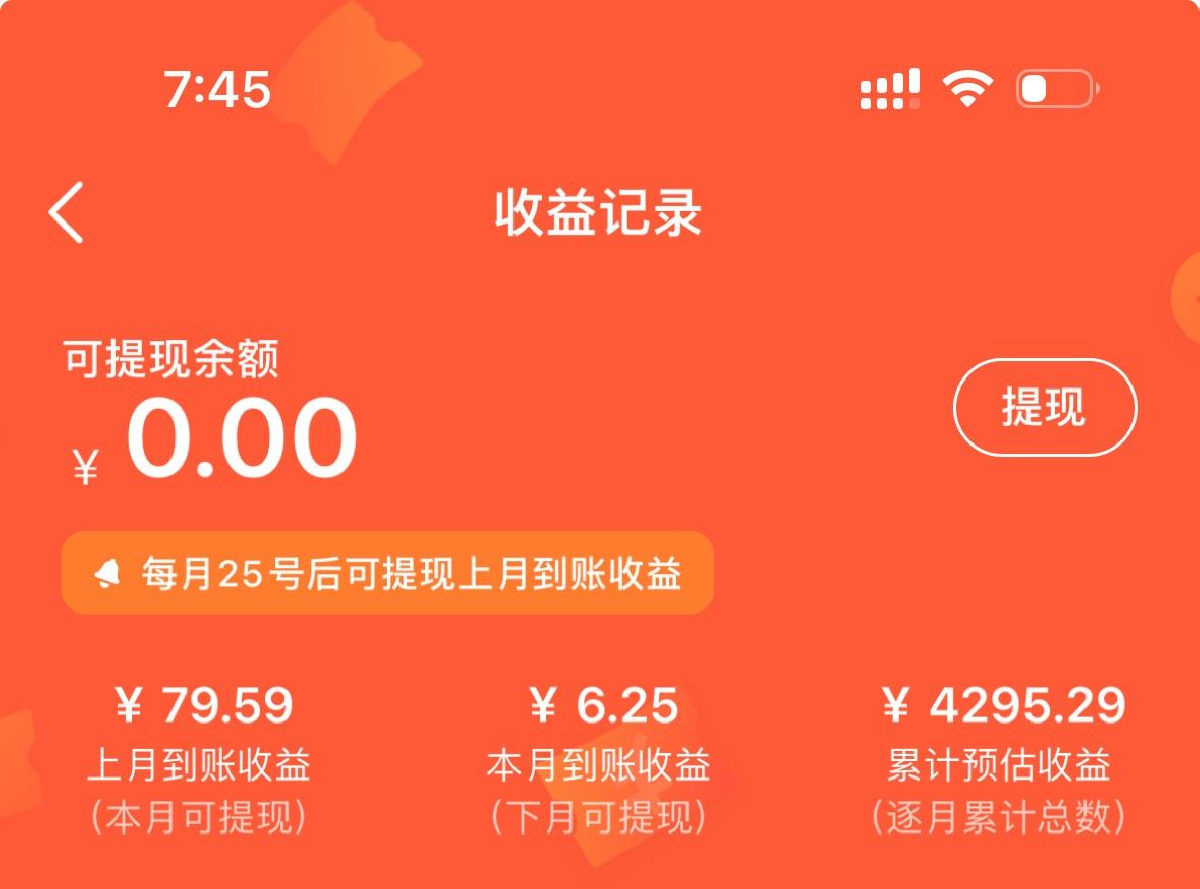 7:45
收益记录
可提现余额
¥ 0.00
提现
每月25号后可提现上月到账收益
¥ 79.59
上月到账收益
(本月可提现)
¥ 6.25
本月到账收益
(下月可提现)
¥ 4295.29
累计预估收益
(逐月累计总数)